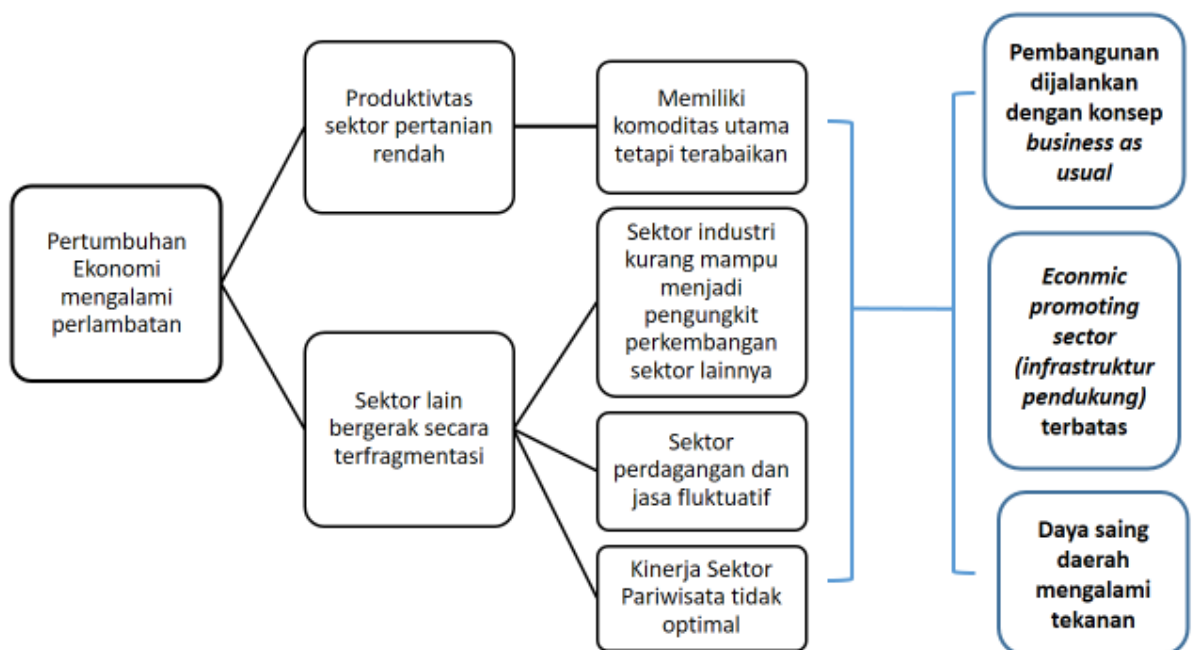 Pertumbuhan
Ekonomi
mengalami
perlambatan
Produktivtas
sektor pertanian
rendah
Sektor lain
bergerak secara
terfragmentasi
Memiliki
komoditas utama
tetapi terabaikan
Sektor industri
kurang mampu
menjadi
pengungkit
perkembangan
sektor lainnya
Sektor
perdagangan dan
jasa fluktuatif
Kinerja Sektor
Pariwisata tidak
optimal
Pembangunan
dijalankan
dengan konsep
business as
usual
Econmic
promoting
sector
(infrastruktur
pendukung)
terbatas
Daya saing
daerah
mengalami
tekanan